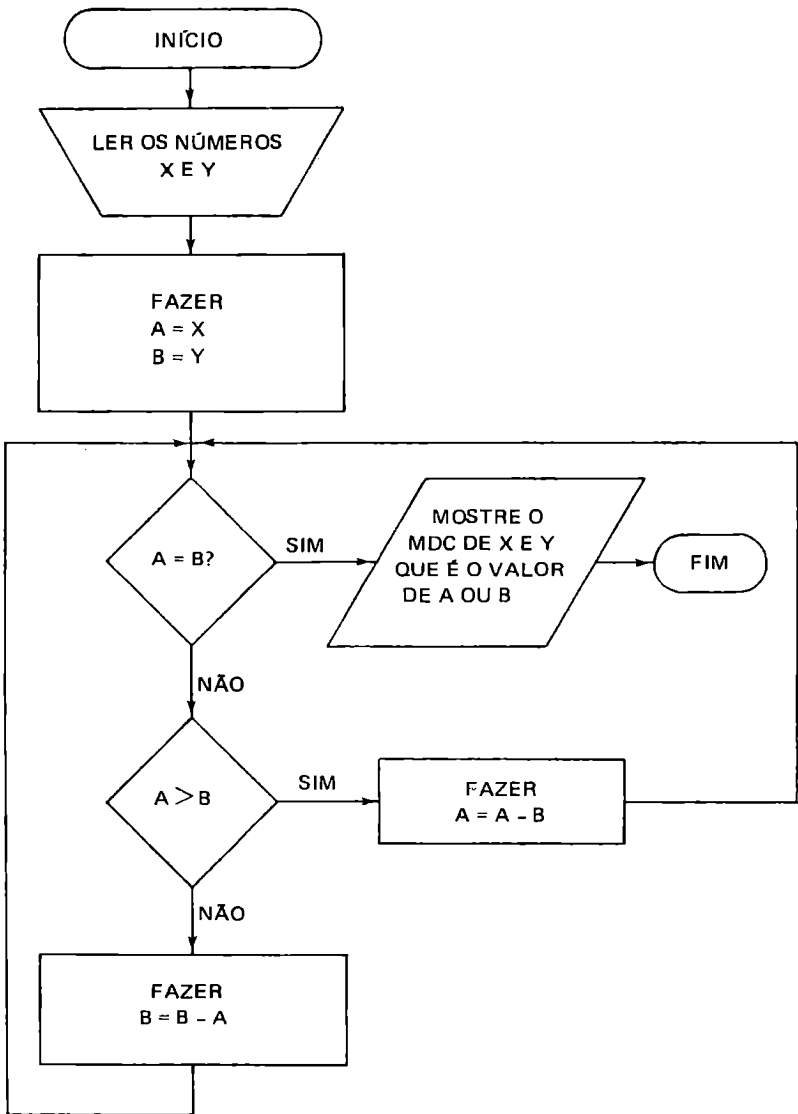 INÍCIO
LER OS NÚMEROS
X E Y
FAZER
A = X
B = Y
A = B?
SIM
MOSTRE O
MDC DE X E Y
QUE É O VALOR
DE A OU B
FIM
NÃO
A > B
SIM
FAZER
A = A - B
NÃO
FAZER
B = B - A